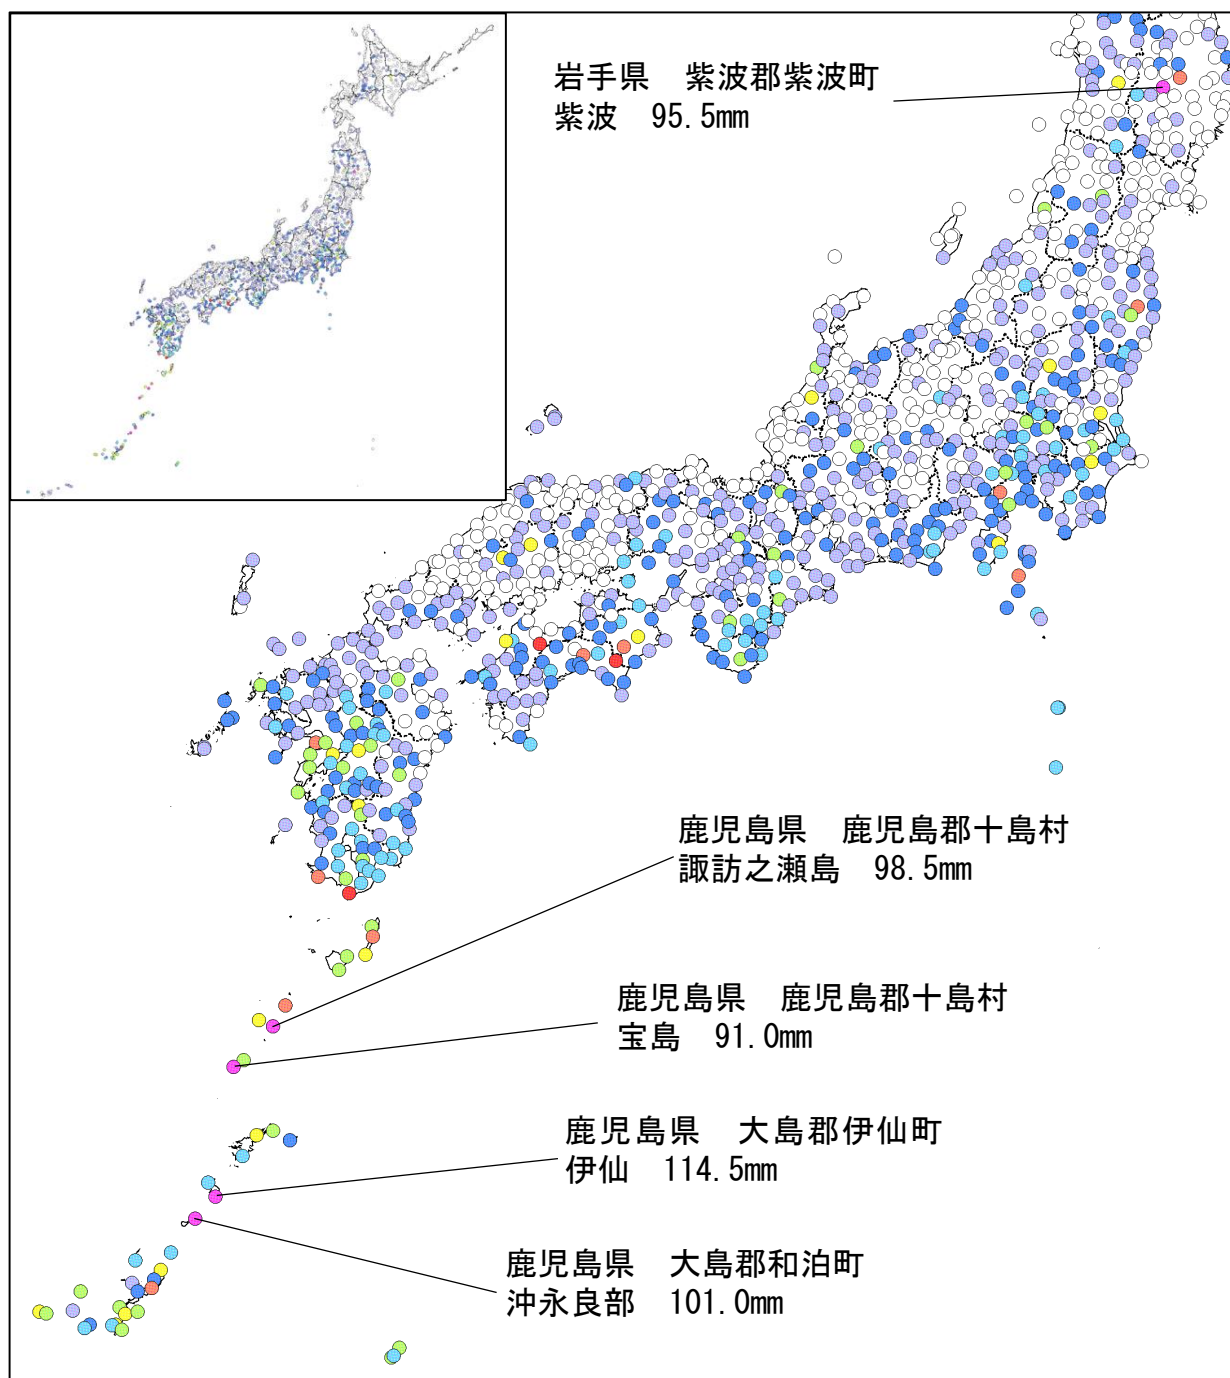 岩手県　紫波郡紫波町
紫波　95.5㎜
鹿児島県　鹿児島郡十島村
諏訪之瀬島　98.5㎜
鹿児島県　鹿児島郡十島村
宝島　91.0㎜
鹿児島県　大島郡伊仙町
伊仙　114.5㎜
鹿児島県　大島郡和泊町
沖永良部　101.0㎜